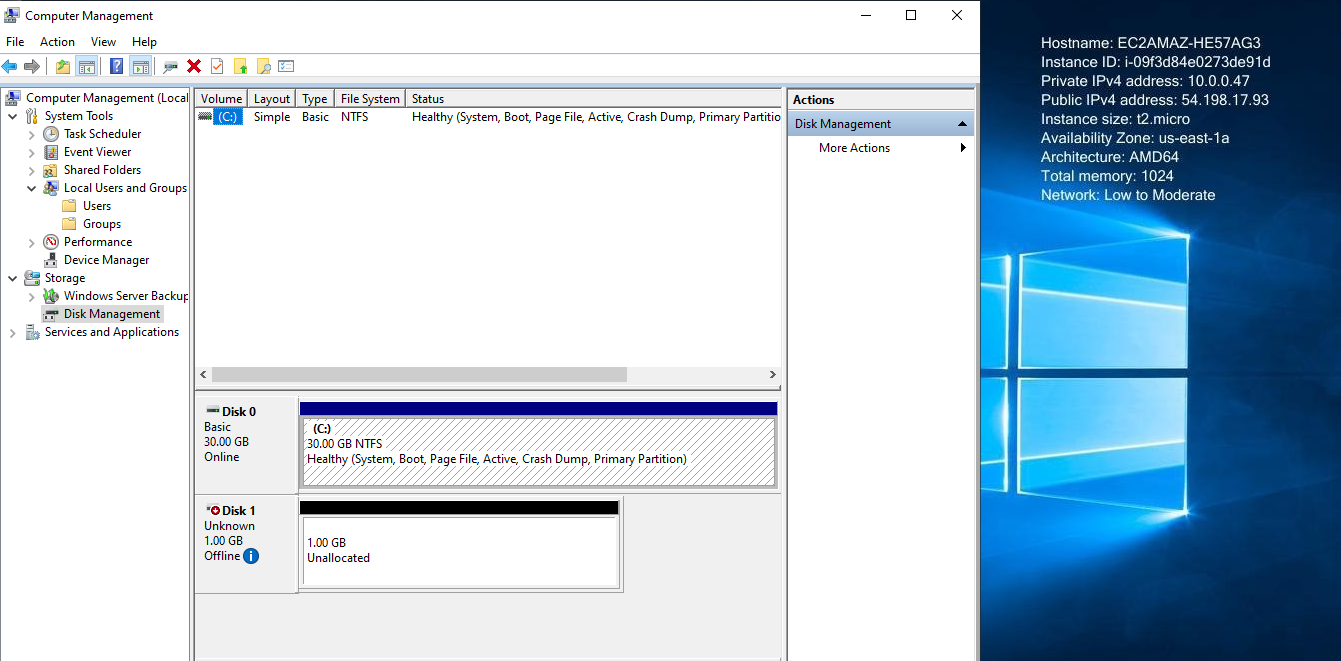 Computer Management
File Action View Help
Computer Management (Local
System Tools
Task Scheduler
Event Viewer
Shared Folders
Local Users and Groups
Users
Groups
Performance
Device Manager
Storage
Windows Server Backup
Disk Management
Services and Applications
Volume Layout Type File System Status
(C:) Simple Basic NTFS Healthy (System, Boot, Page File, Active, Crash Dump, Primary Partitio
Disk 0
Basic
30.00 GB
Online
(C:)
30.00 GB NTFS
Healthy (System, Boot, Page File, Active, Crash Dump, Primary Partition)
Disk 1
Unknown
1.00 GB
Offline
1.00 GB
Unallocated
Actions
Disk Management
More Actions
Hostname: EC2AMAZ-HE57AG3
Instance ID: i-09f3d84e0273de91d
Private IPv4 address: 10.0.0.47
Public IPv4 address: 54.198.17.93
Instance size: t2.micro
Availability Zone: us-east-1a
Architecture: AMD64
Total memory: 1024
Network: Low to Moderate